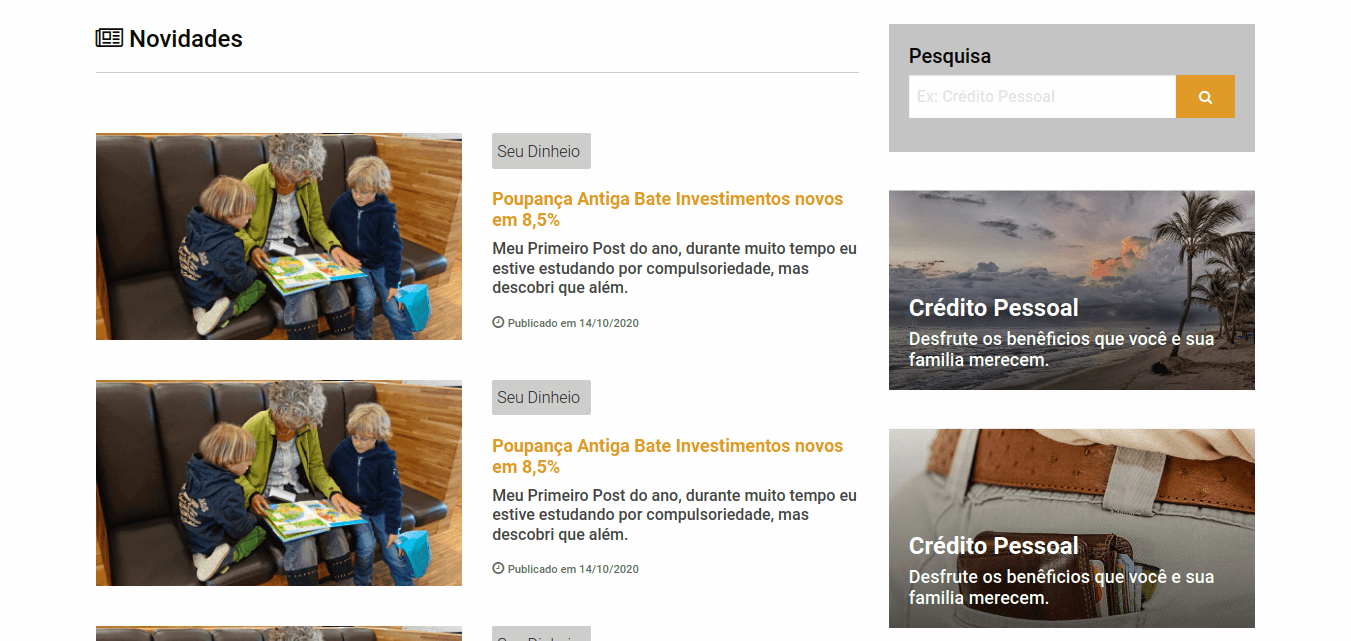 Novidades
Seu Dinheio
Poupança Antiga Bate Investimentos novos
em 8,5%
Meu Primeiro Post do ano, durante muito tempo eu
estive estudando por compulsoriedade, mas
descobri que além.
Publicado em 14/10/2020
Seu Dinheio
Poupança Antiga Bate Investimentos novos
em 8,5%
Meu Primeiro Post do ano, durante muito tempo eu
estive estudando por compulsoriedade, mas
descobri que além.
Publicado em 14/10/2020
Seu Dinheio
Pesquisa
Ex: Crédito Pessoal
Crédito Pessoal
Desfrute os benêficios que você e sua
familia merecem.
Crédito Pessoal
Desfrute os benêficios que você e sua
familia merecem.